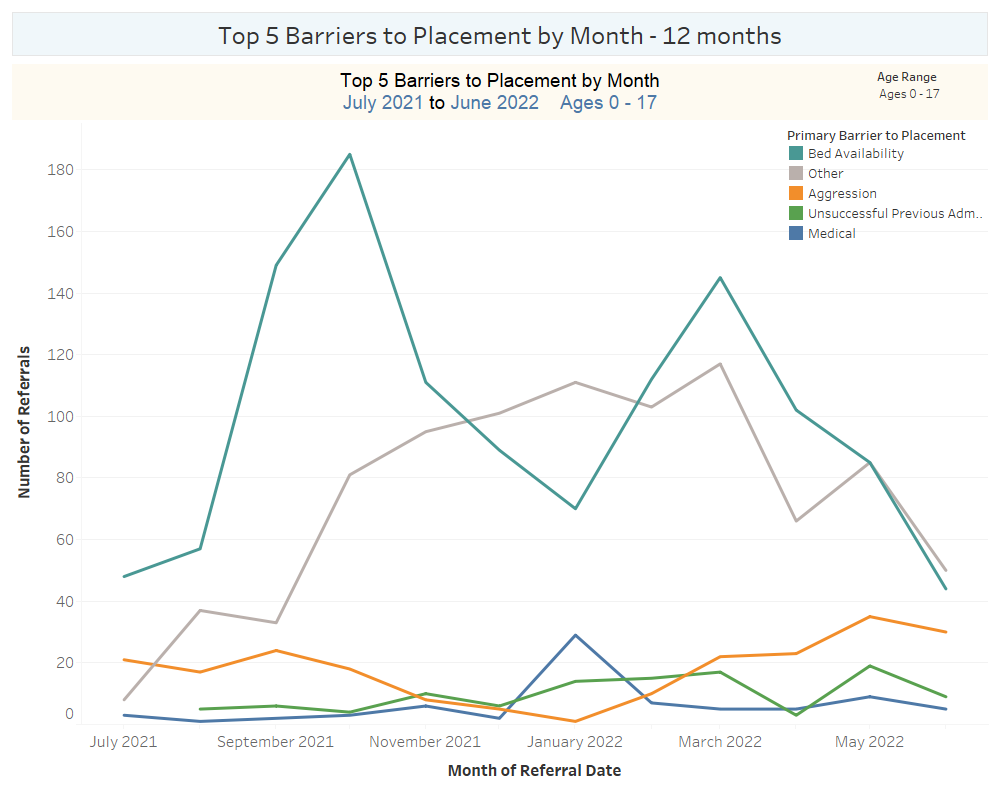 Top 5 Barriers to Placement by Month - 12 months
Top 5 Barriers to Placement by Month
July 2021 to June 2022 Ages 0 - 17
Age Range
Ages 0 - 17
Primary Barrier to Placement
Bed Availability
Other
Aggression
Unsuccessful Previous Adm..
Medical
Number of Referrals
180
160
140
120
100
80
60
40
20
0
July 2021 September 2021 November 2021 January 2022 March 2022 May 2022
Month of Referral Date